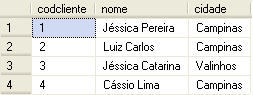 codcliente nome cidade
1 1 Jéssica Pereira Campinas
2 2 Luiz Carlos Campinas
3 3 Jéssica Catarina Valinhos
4 4 Cássio Lima Campinas